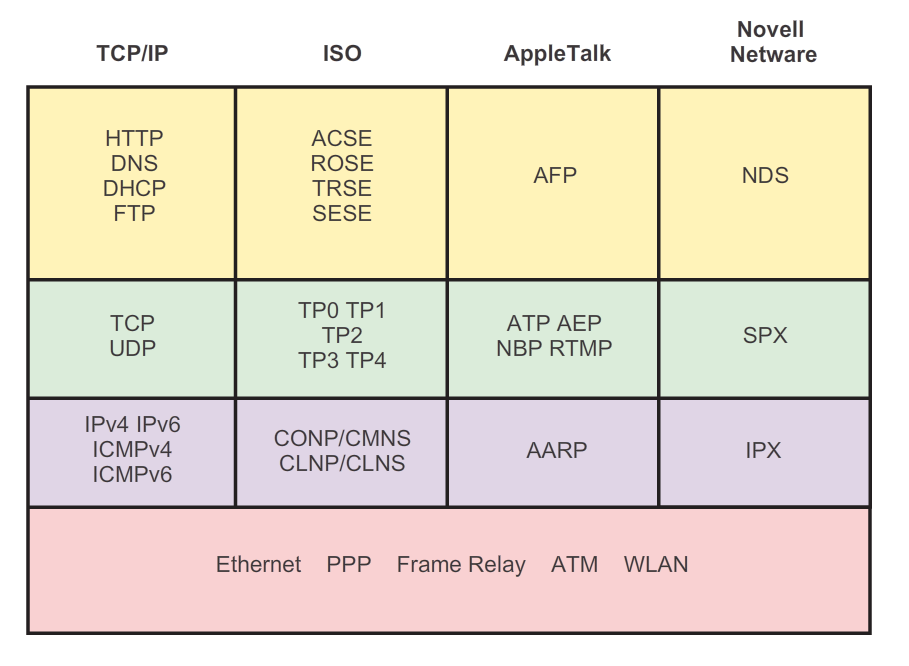 TCP/IP
ISO
AppleTalk
Novell
Netware
HTTP
DNS
DHCP
FTP
ACSE
ROSE
TRSE
SESE
AFP
NDS
TCP
UDP
TP0 TP1
TP2
TP3 TP4
ATP AEP
NBP RTMP
SPX
IPv4 IPv6
ICMPv4
ICMPv6
CONP/CMNS
CLNP/CLNS
AARP
IPX
Ethernet PPP Frame Relay ATM WLAN